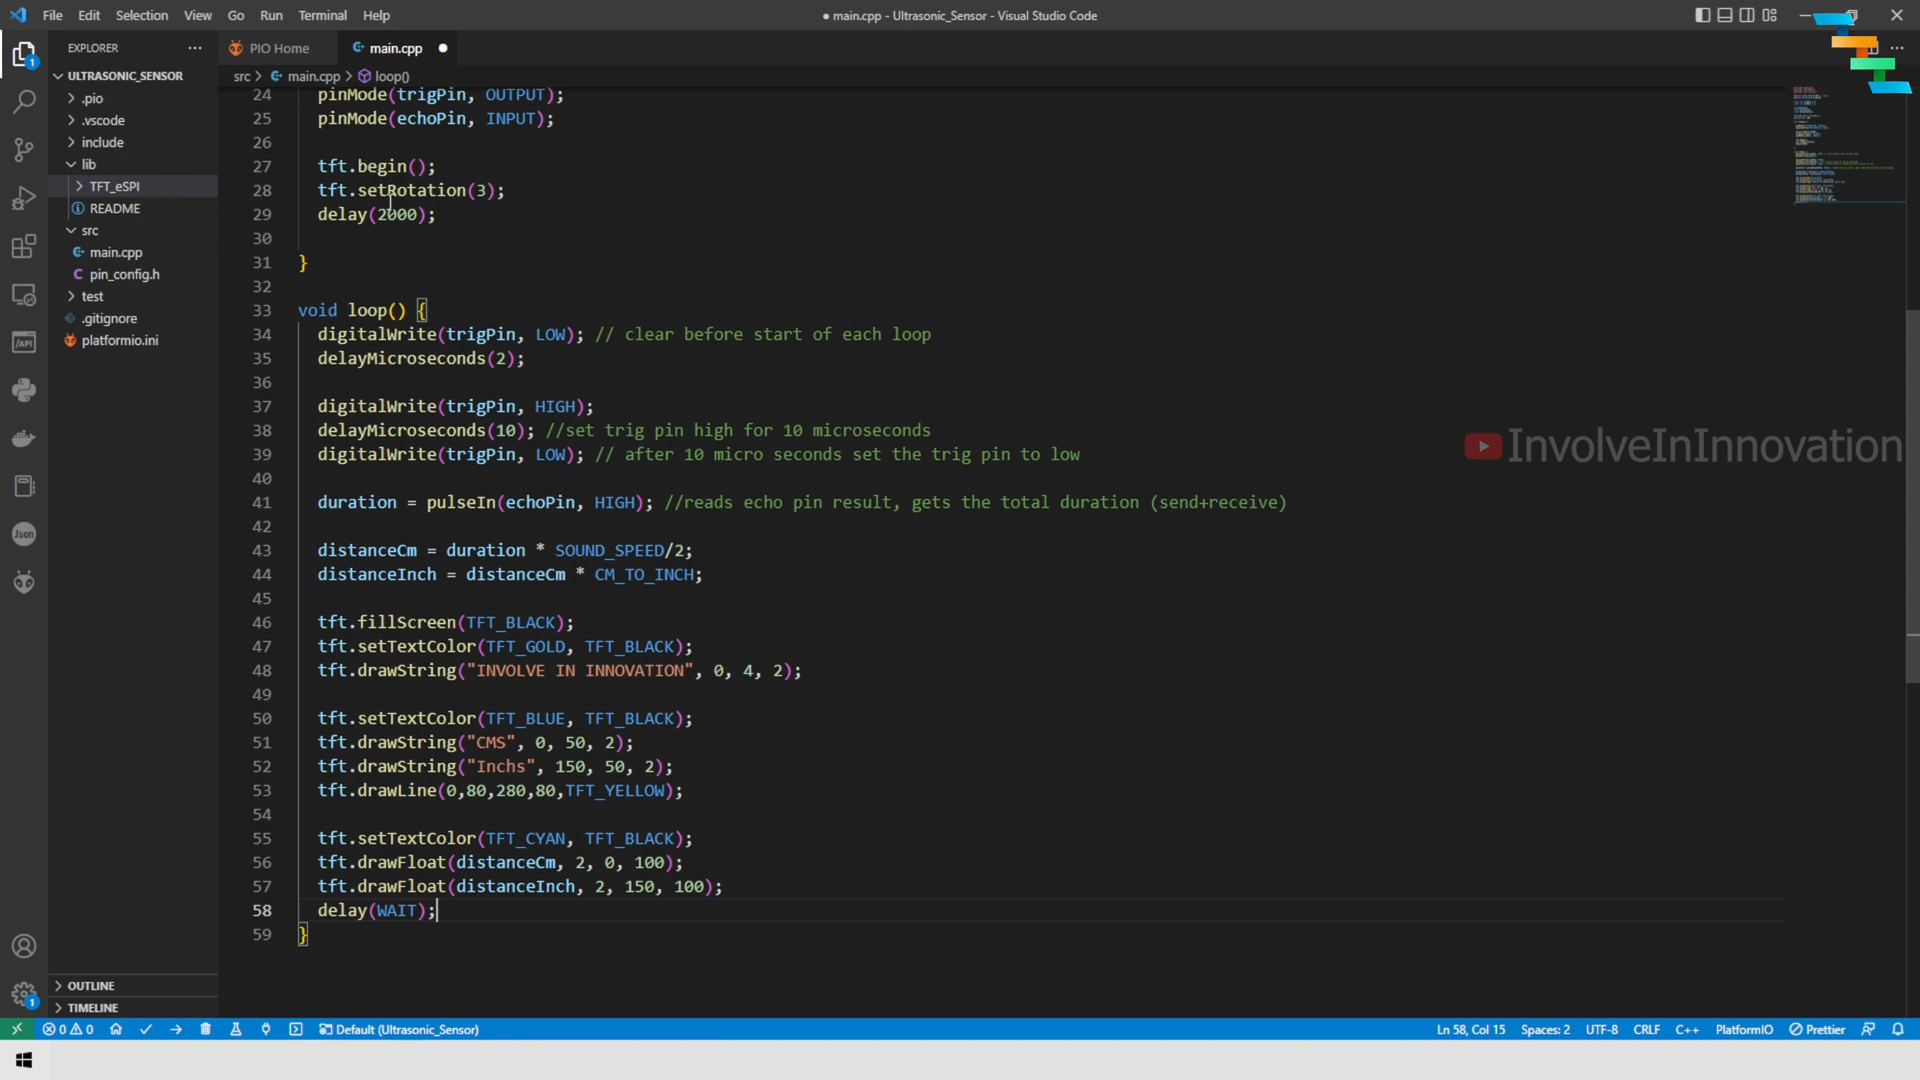 File Edit Selection View Go Run Terminal Help
● main.cpp - Ultrasonic_Sensor - Visual Studio Code
EXPLORER
PIO Home
main.cpp
ULTRASONIC_SENSOR
src > main.cpp > loop()
.pio
.vscode
include
lib
TFT_eSPI
README
src
main.cpp
pin_config.h
test
.gitignore
platformio.ini
24 pinMode(trigPin, OUTPUT);
25 pinMode(echoPin, INPUT);
26
27 tft.begin();
28 tft.setRotation(3);
29 delay(2000);
30
31 }
32
33 void loop() {
34 digitalWrite(trigPin, LOW); // clear before start of each loop
35 delayMicroseconds(2);
36
37 digitalWrite(trigPin, HIGH);
38 delayMicroseconds(10); //set trig pin high for 10 microseconds
39 digitalWrite(trigPin, LOW); // after 10 micro seconds set the trig pin to low
40
41 duration = pulseIn(echoPin, HIGH); //reads echo pin result, gets the total duration (send+receive)
42
43 distanceCm = duration * SOUND_SPEED/2;
44 distanceInch = distanceCm * CM_TO_INCH;
45
46 tft.fillScreen(TFT_BLACK);
47 tft.setTextColor(TFT_GOLD, TFT_BLACK);
48 tft.drawString("INVOLVE IN INNOVATION", 0, 4, 2);
49
50 tft.setTextColor(TFT_BLUE, TFT_BLACK);
51 tft.drawString("CMS", 0, 50, 2);
52 tft.drawString("Inchs", 150, 50, 2);
53 tft.drawLine(0,80,280,80,TFT_YELLOW);
54
55 tft.setTextColor(TFT_CYAN, TFT_BLACK);
56 tft.drawFloat(distanceCm, 2, 0, 100);
57 tft.drawFloat(distanceInch, 2, 150, 100);
58 delay(WAIT);
59 }
InvolveInInnovation
/API
Json
1
1
OUTLINE
TIMELINE
0 0 Default (Ultrasonic_Sensor) Ln 58, Col 15 Spaces: 2 UTF-8 CRLF C++ PlatformIO Prettier